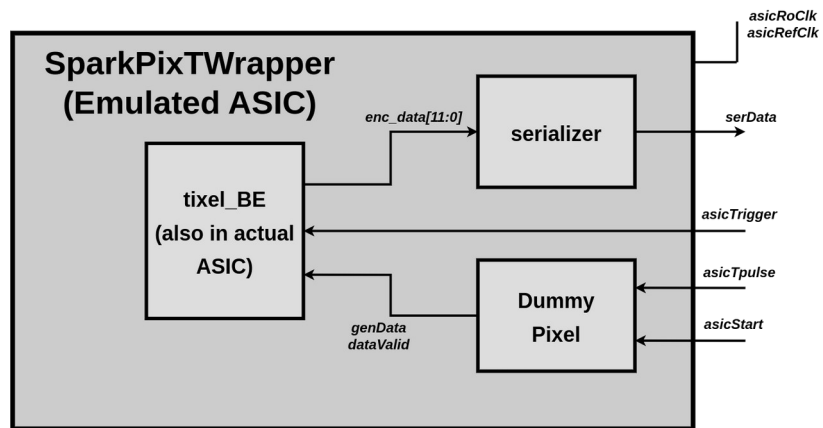 asicRoClk
asicRefClk
SparkPixTWrapper
(Emulated ASIC)
enc_data[11:0]
serializer
serData
tixel_BE
(also in actual
ASIC)
asicTrigger
asicTpulse
Dummy
Pixel
genData
dataValid
asicStart